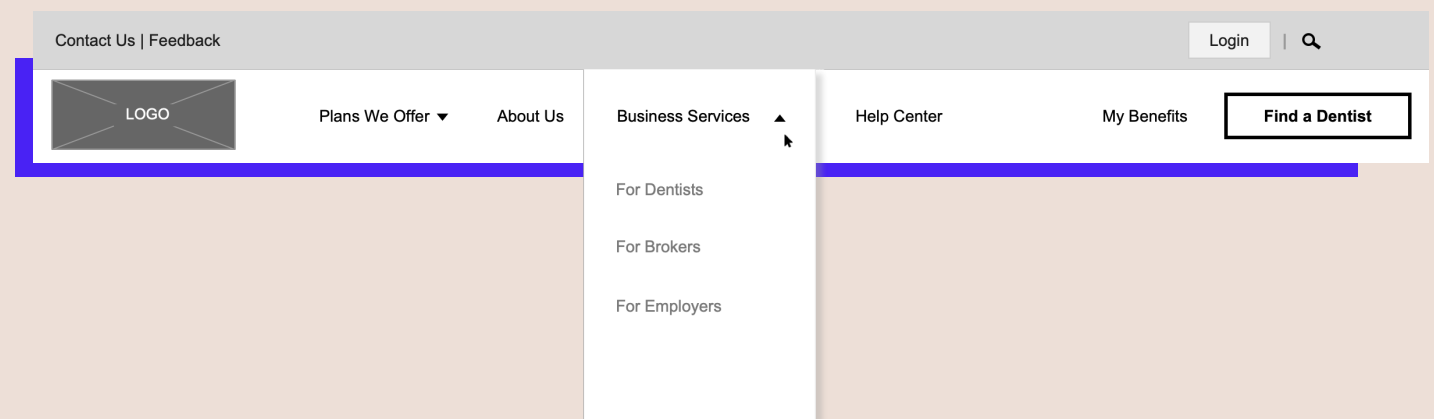 Contact Us | Feedback
Login |
LOGO
Plans We Offer
About Us
Business Services
Help Center
My Benefits
Find a Dentist
For Dentists
For Brokers
For Employers